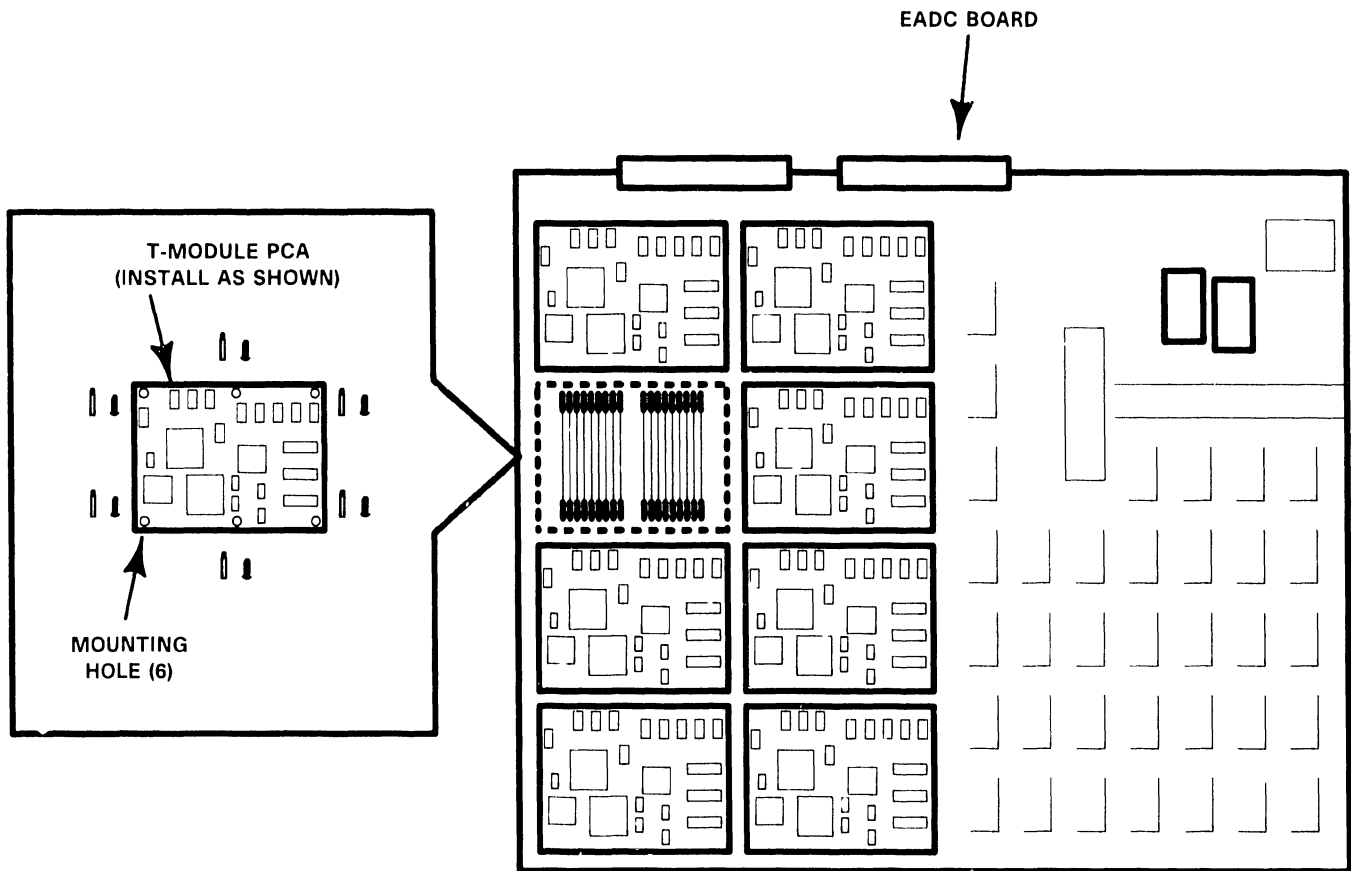 EADC BOARD
T-MODULE PCA
(INSTALL AS SHOWN)
MOUNTING
HOLE (6)